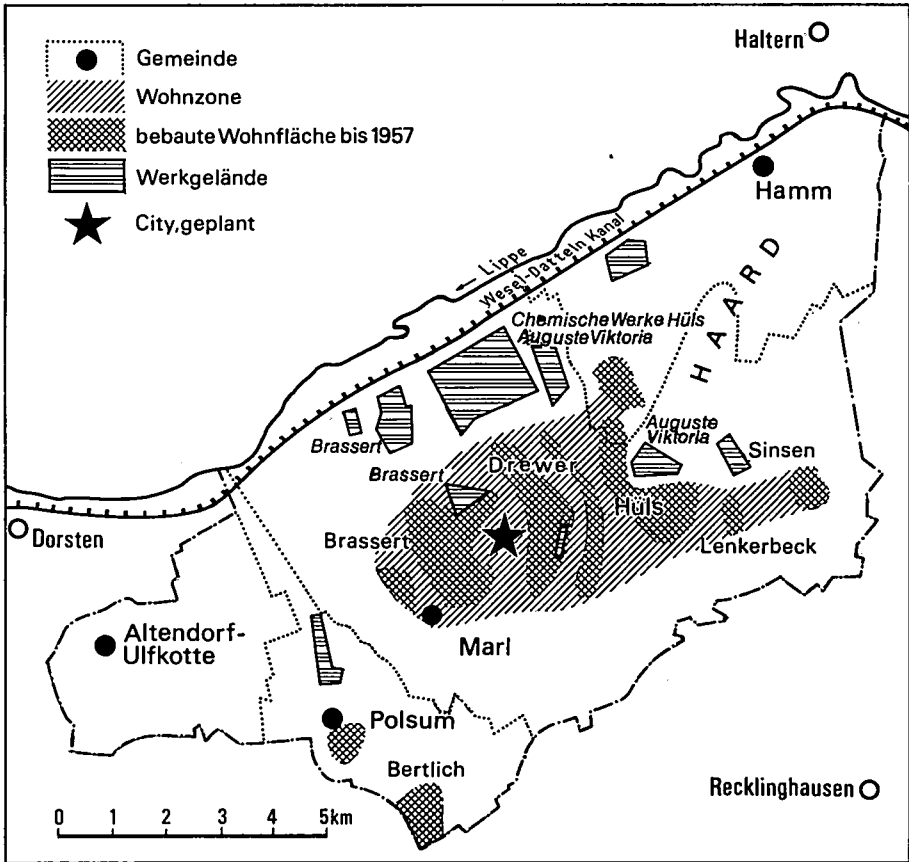 Gemeinde
Wohnzone
bebaute Wohnfläche bis 1957
Werkgelände
City, geplant
Haltern
Hamm
← Lippe
Wesel-Datteln Kanal
HAARD
Chemische Werke Hüls
Auguste Viktoria
Brassert
Brassert
Brassert
Drewer
Auguste
Viktoria
Sinsen
Hüls
Lenkerbeck
Brassert
Dorsten
Marl
Altendorf-
Ulfkotte
Polsum
Bertlich
Recklinghausen
0 1 2 3 4 5km